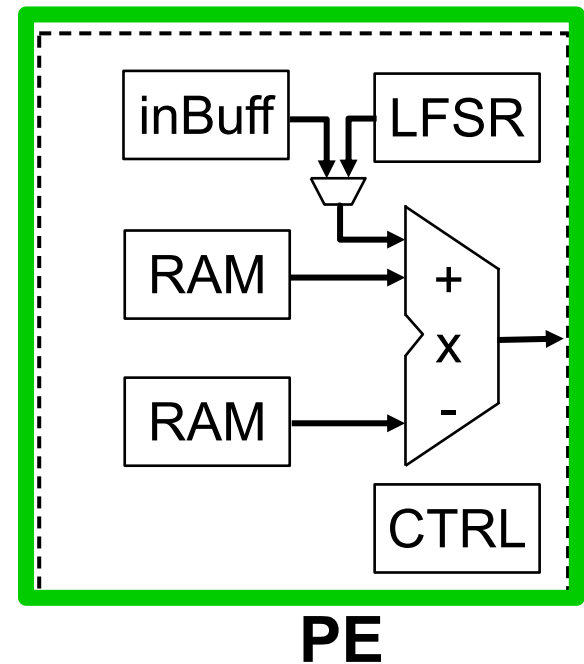 inBuff
LFSR
RAM
+
x
-
RAM
CTRL
PE